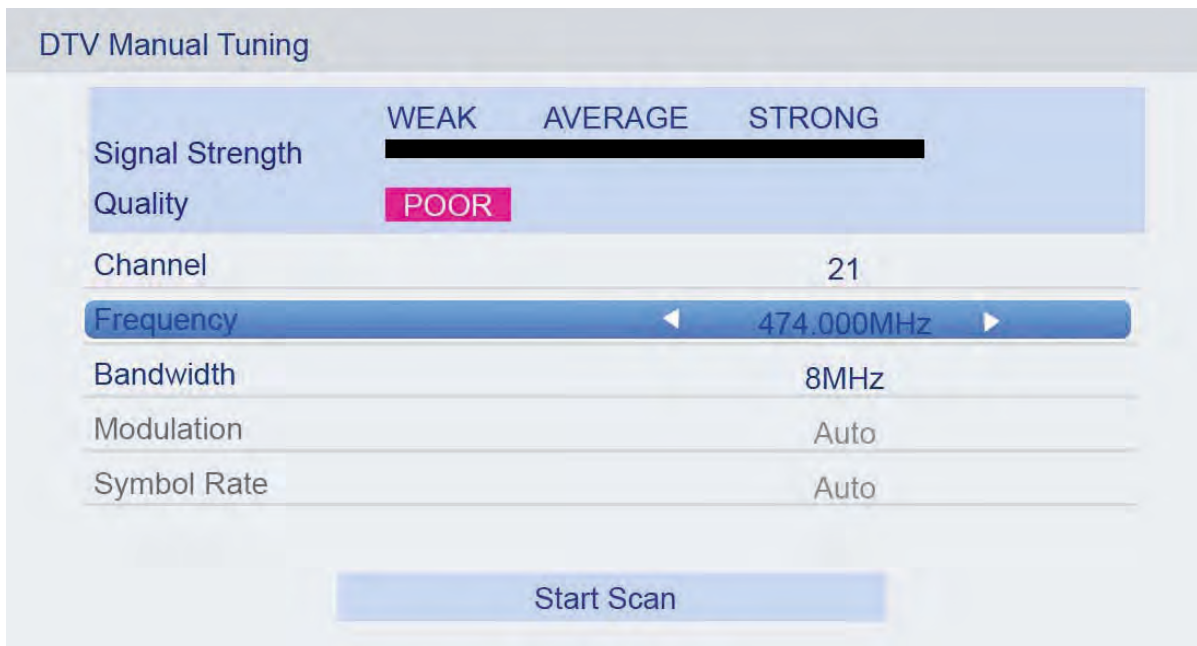 DTV Manual Tuning
WEAK AVERAGE STRONG
Signal Strength
Quality POOR
Channel 21
Frequency 474.000MHz
Bandwidth 8MHz
Modulation Auto
Symbol Rate Auto
Start Scan